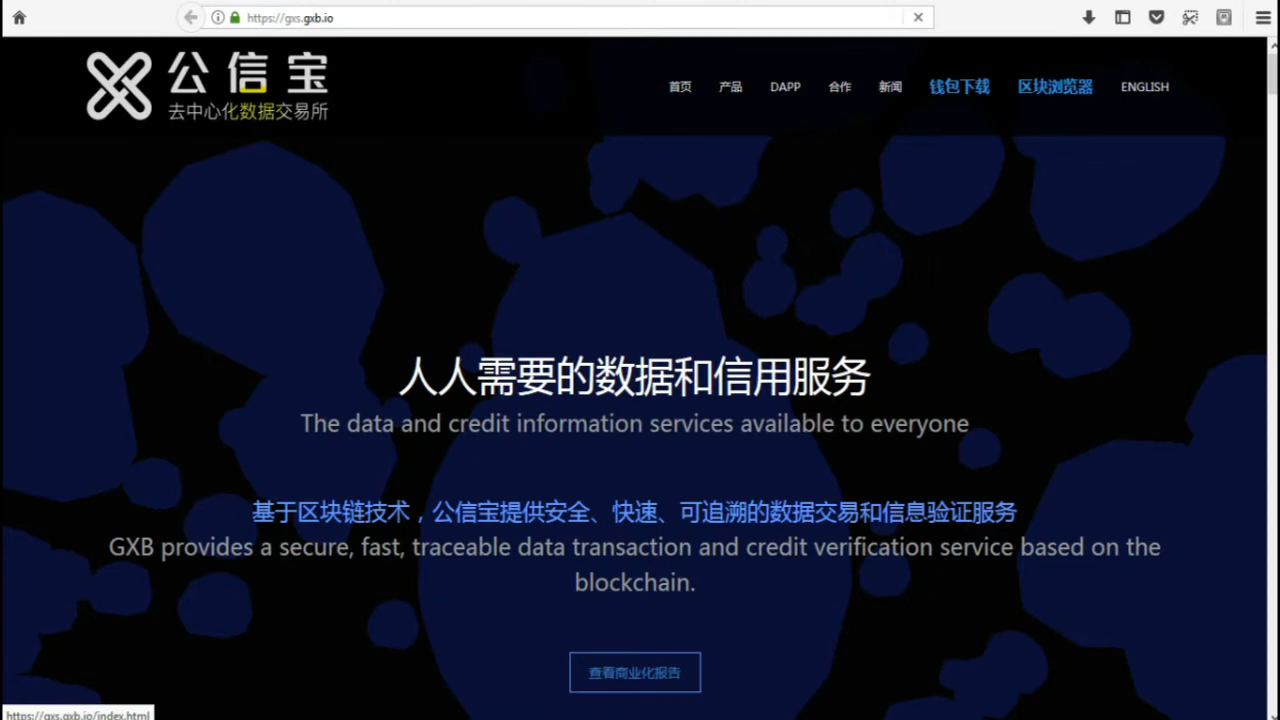 https://gxs.gxb.io
公信宝
去中心化数据交易所
首页 产品 DAPP 合作 新闻 钱包下载 区块浏览器 ENGLISH
人人需要的数据和信用服务
The data and credit information services available to everyone
基于区块链技术，公信宝提供安全、快速、可追溯的数据交易和信息验证服务
GXB provides a secure, fast, traceable data transaction and credit verification service based on the
blockchain.
查看商业化报告
https://gxs.gxb.io/index.html